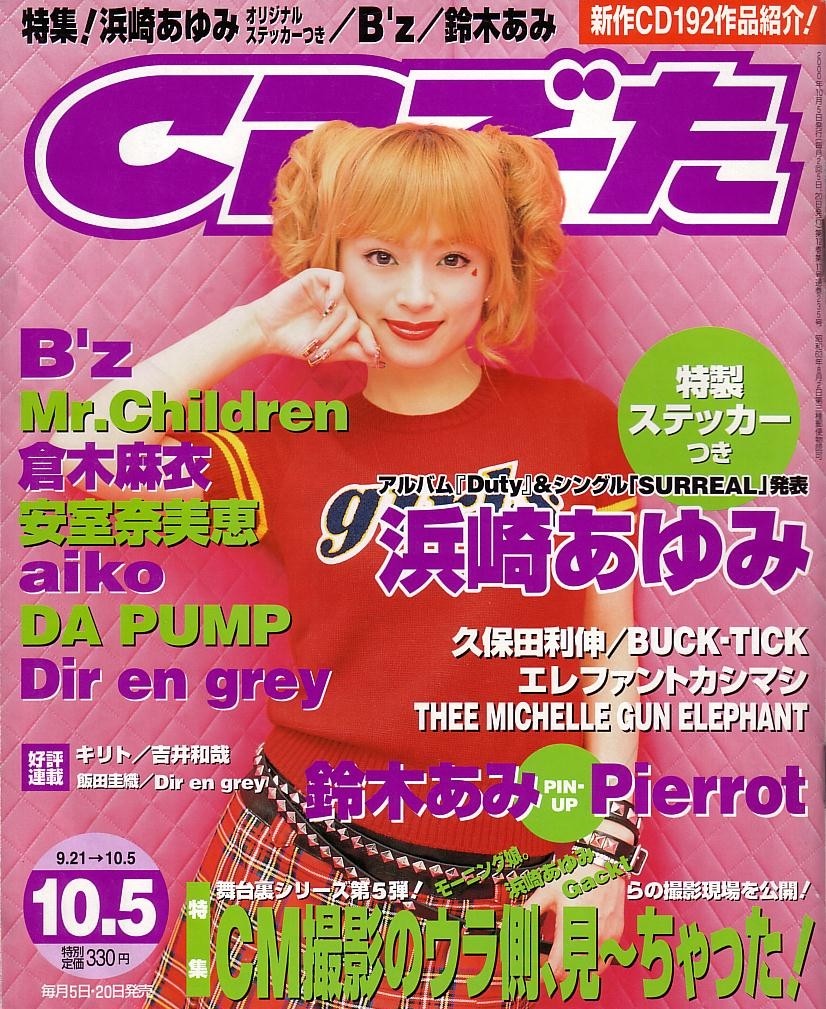 特集!浜崎あゆみオリジナルステッカーつき/B'z/鈴木あみ
新作CD192作品紹介!
CDでーた
B'z
Mr.Children
倉木麻衣
安室奈美恵
aiko
DA PUMP
Dir en grey
特製
ステッカー
つき
アルバム『Duty』&シングル「SURREAL」発表
浜崎あゆみ
久保田利伸/BUCK-TICK
エレファントカシマシ
THEE MICHELLE GUN ELEPHANT
好評連載
キリト/吉井和哉
飯田圭織/Dir en grey
鈴木あみ PIN-UP Pierrot
9.21→10.5
10.5
特別定価330円
毎月5日・20日発売
特集
舞台裏シリーズ第5弾! モーニング娘。 浜崎あゆみ Gackt らの撮影現場を公開!
CM撮影のウラ側、見〜ちゃった!